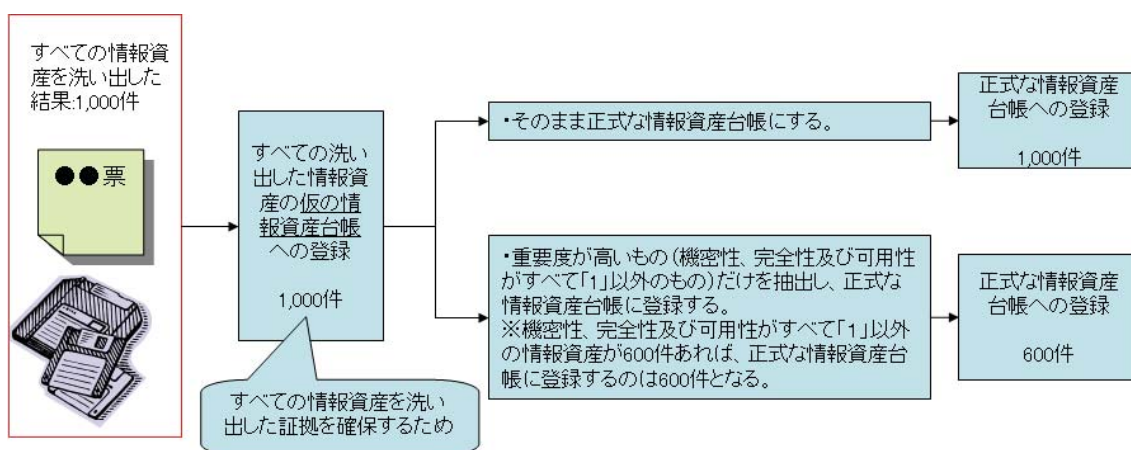 すべての情報資
産を洗い出した
結果:1,000件
●●票
すべての洗い
出した情報資
産の仮の情
報資産台帳
への登録
1,000件
すべての情報資産を洗い
出した証拠を確保するため
・そのまま正式な情報資産台帳にする。
正式な情報資産
台帳への登録
1,000件
・重要度が高いもの(機密性、完全性及び可用性
がすべて「1」以外のもの)だけを抽出し、正式な
情報資産台帳に登録する。
※機密性、完全性及び可用性がすべて「1」以外
の情報資産が600件あれば、正式な情報資産台
帳に登録するのは600件となる。
正式な情報資産
台帳への登録
600件